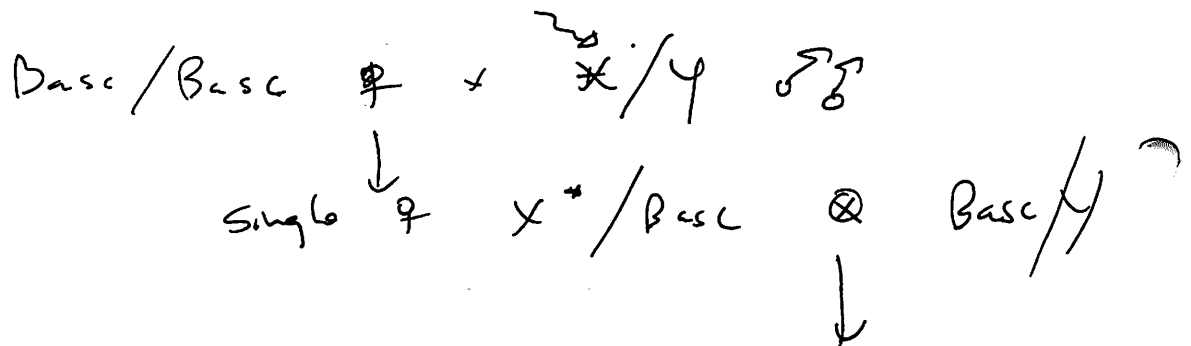 Basc/Basc ♀ x X/Y ♂♂
Single ♀ X*/Basc ⊗ Basc/Y